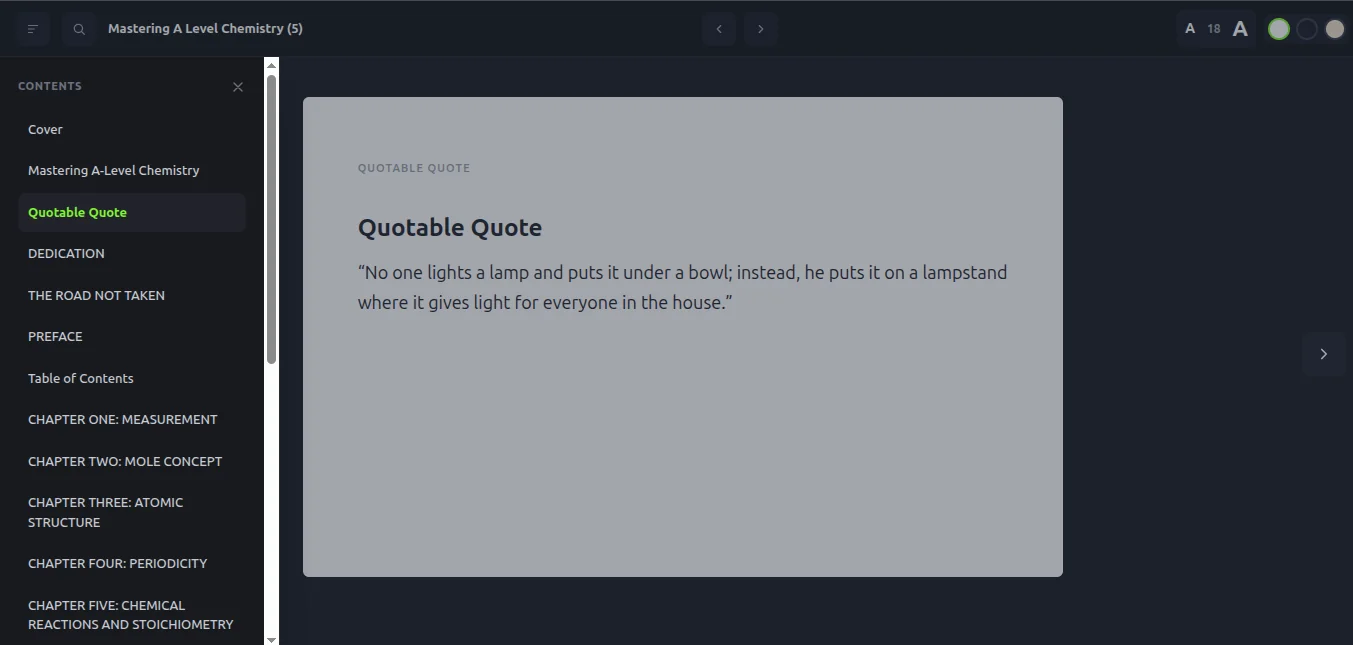 Mastering A Level Chemistry (5)
A 18 A
CONTENTS
Cover
Mastering A-Level Chemistry
Quotable Quote
DEDICATION
THE ROAD NOT TAKEN
PREFACE
Table of Contents
CHAPTER ONE: MEASUREMENT
CHAPTER TWO: MOLE CONCEPT
CHAPTER THREE: ATOMIC
STRUCTURE
CHAPTER FOUR: PERIODICITY
CHAPTER FIVE: CHEMICAL
REACTIONS AND STOICHIOMETRY
QUOTABLE QUOTE
Quotable Quote
“No one lights a lamp and puts it under a bowl; instead, he puts it on a lampstand
where it gives light for everyone in the house.”